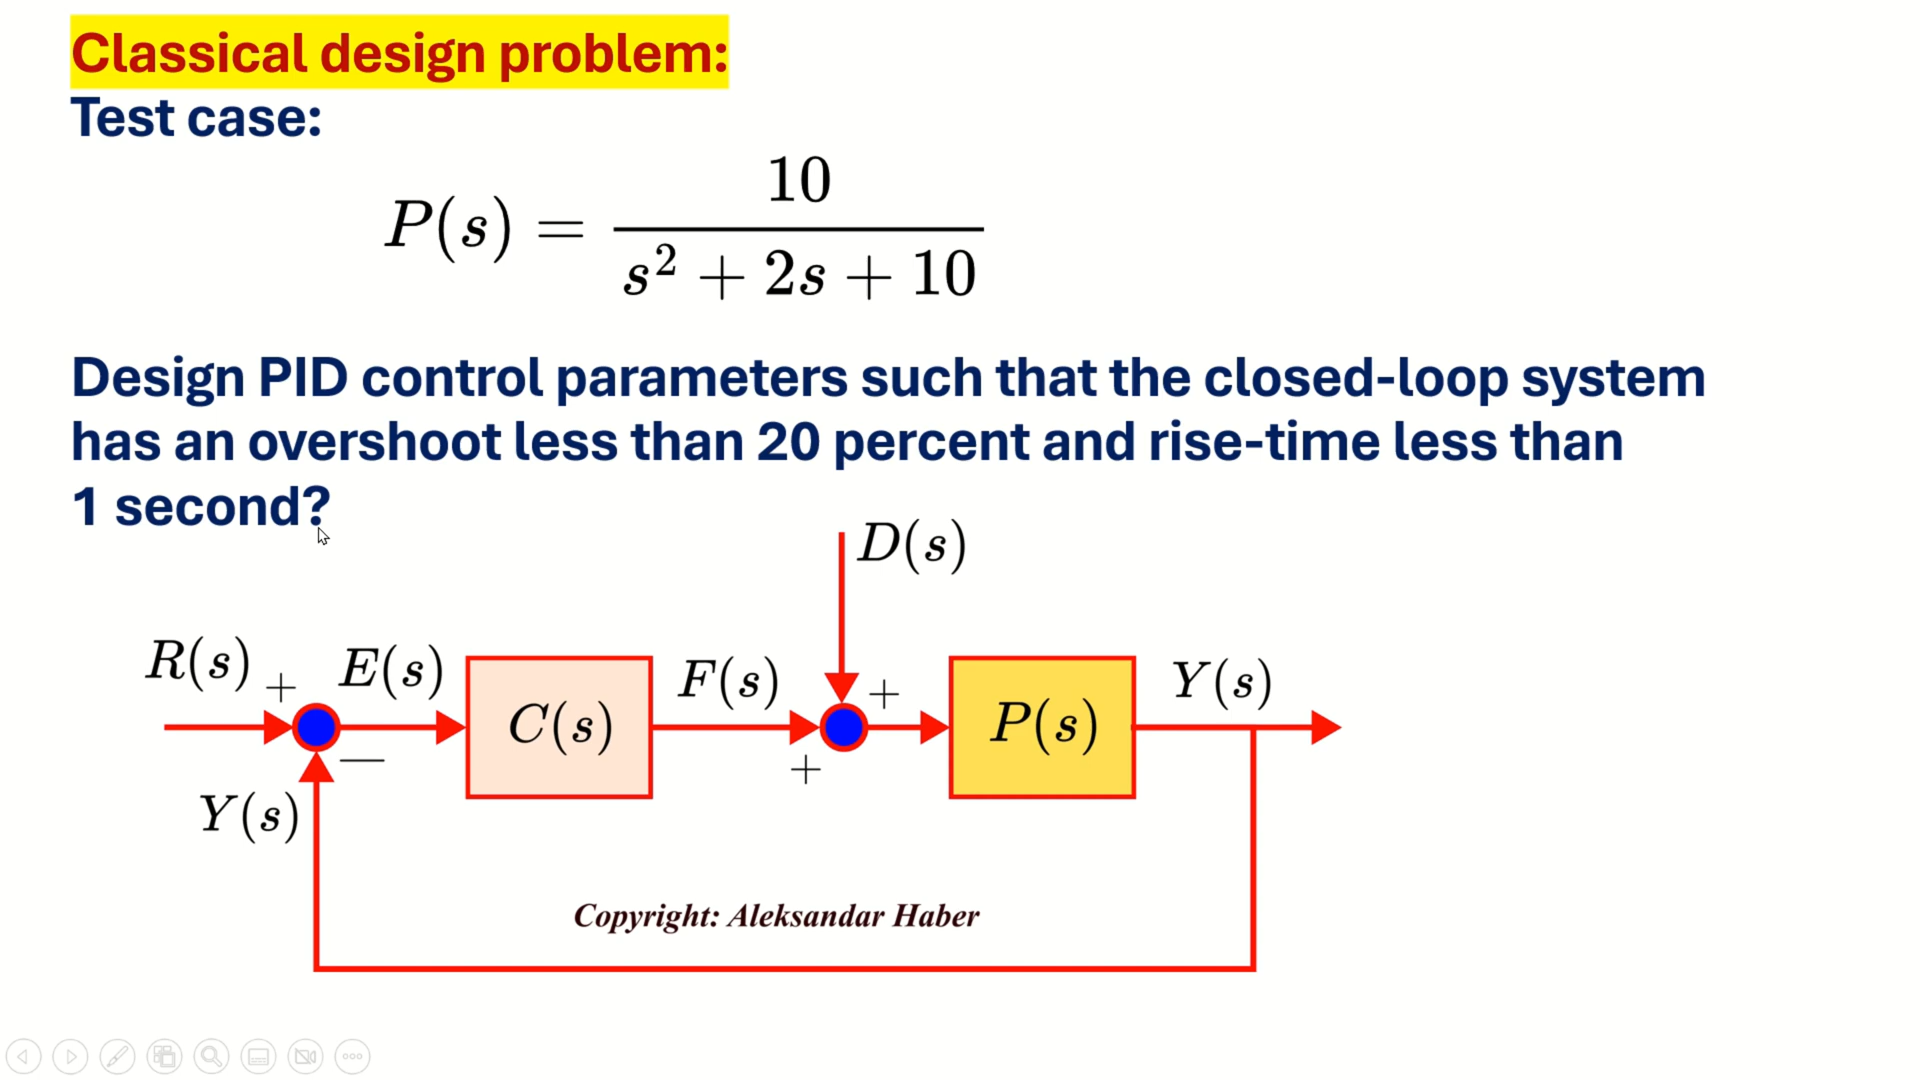 Classical design problem:
Test case:
P(s) = 10 / (s² + 2s + 10)
Design PID control parameters such that the closed-loop system
has an overshoot less than 20 percent and rise-time less than
1 second?
D(s)
R(s) + E(s) F(s) + Y(s)
C(s) P(s)
− +
Y(s)
Copyright: Aleksandar Haber